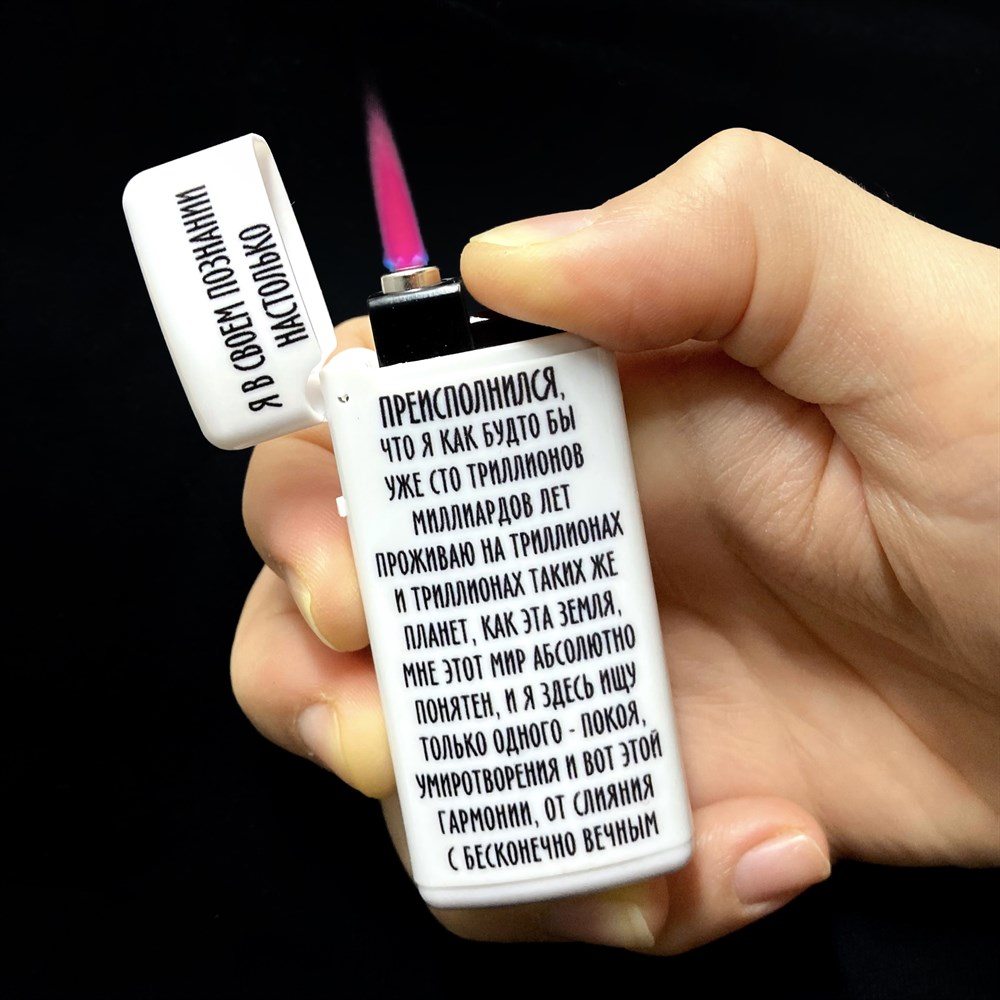 Я В СВОЕМ ПОЗНАНИИ
НАСТОЛЬКО
ПРЕИСПОЛНИЛСЯ,
ЧТО Я КАК БУДТО БЫ
УЖЕ СТО ТРИЛЛИОНОВ
МИЛЛИАРДОВ ЛЕТ
ПРОЖИВАЮ НА ТРИЛЛИОНАХ
И ТРИЛЛИОНАХ ТАКИХ ЖЕ
ПЛАНЕТ, КАК ЭТА ЗЕМЛЯ,
МНЕ ЭТОТ МИР АБСОЛЮТНО
ПОНЯТЕН, И Я ЗДЕСЬ ИЩУ
ТОЛЬКО ОДНОГО - ПОКОЯ,
УМИРОТВОРЕНИЯ И ВОТ ЭТОЙ
ГАРМОНИИ, ОТ СЛИЯНИЯ
С БЕСКОНЕЧНО ВЕЧНЫМ